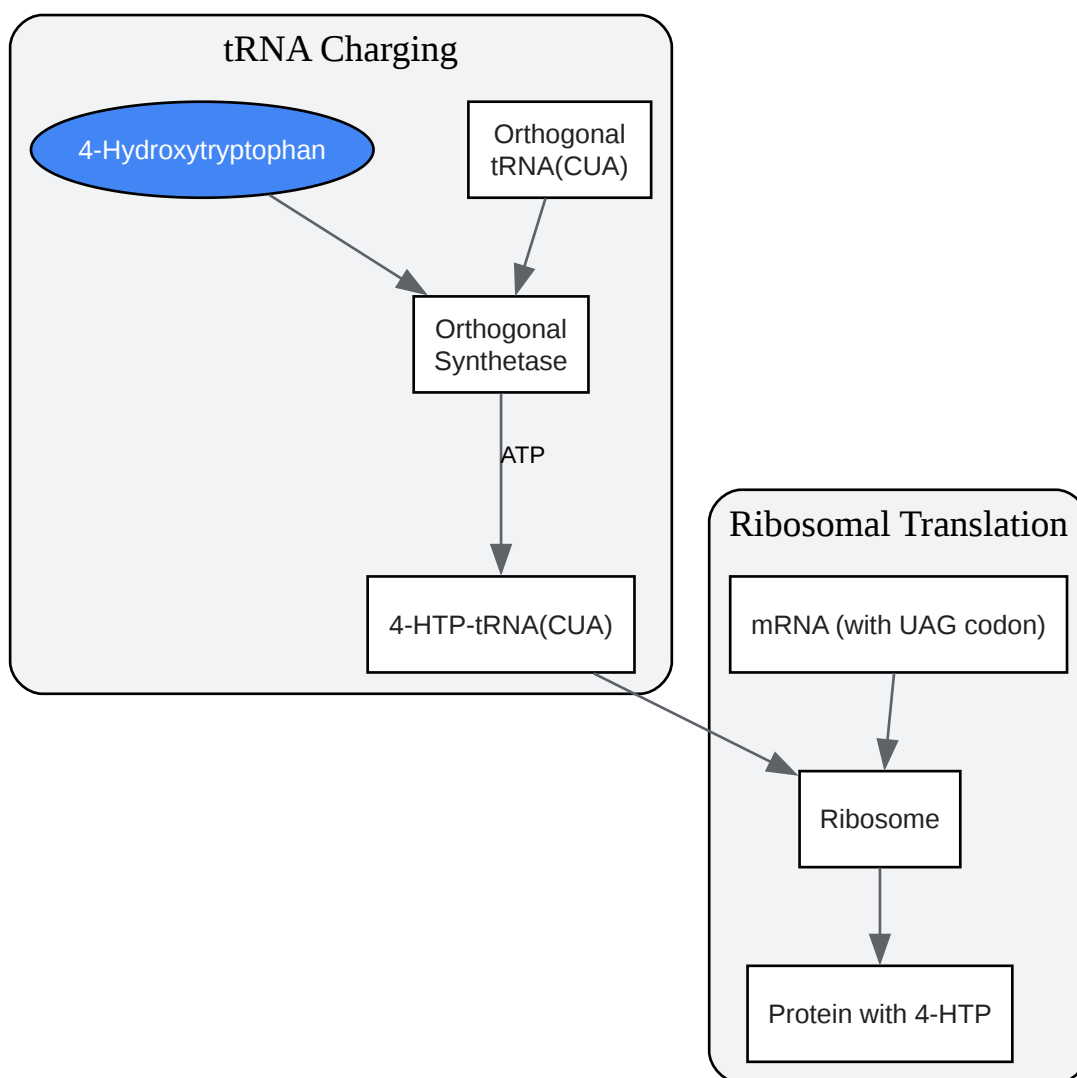 tRNA Charging
4-Hydroxytryptophan
Orthogonal
tRNA(CUA)
Orthogonal
Synthetase
ATP
4-HTP-tRNA(CUA)
Ribosomal Translation
mRNA (with UAG codon)
Ribosome
Protein with 4-HTP